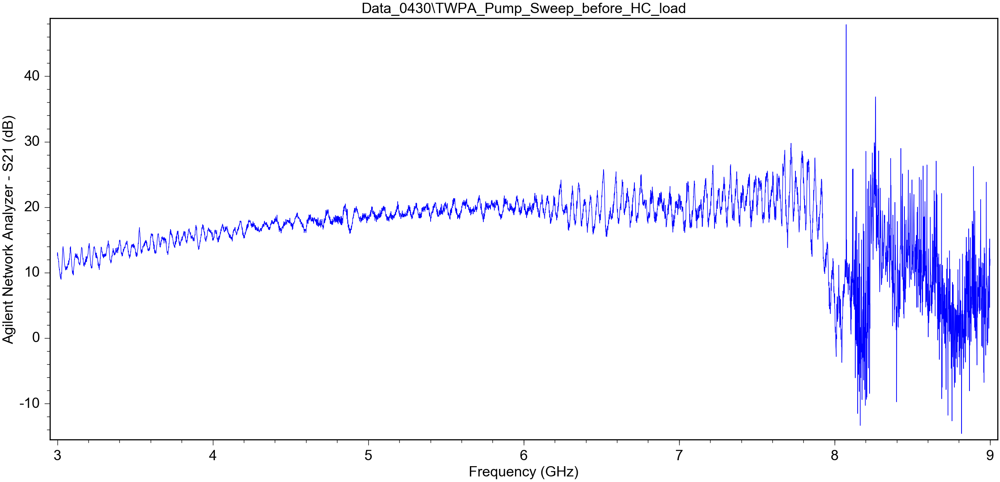 Data_0430\TWPA_Pump_Sweep_before_HC_load
Agilent Network Analyzer - S21 (dB)
40
30
20
10
0
-10
3 4 5 6 7 8 9
Frequency (GHz)